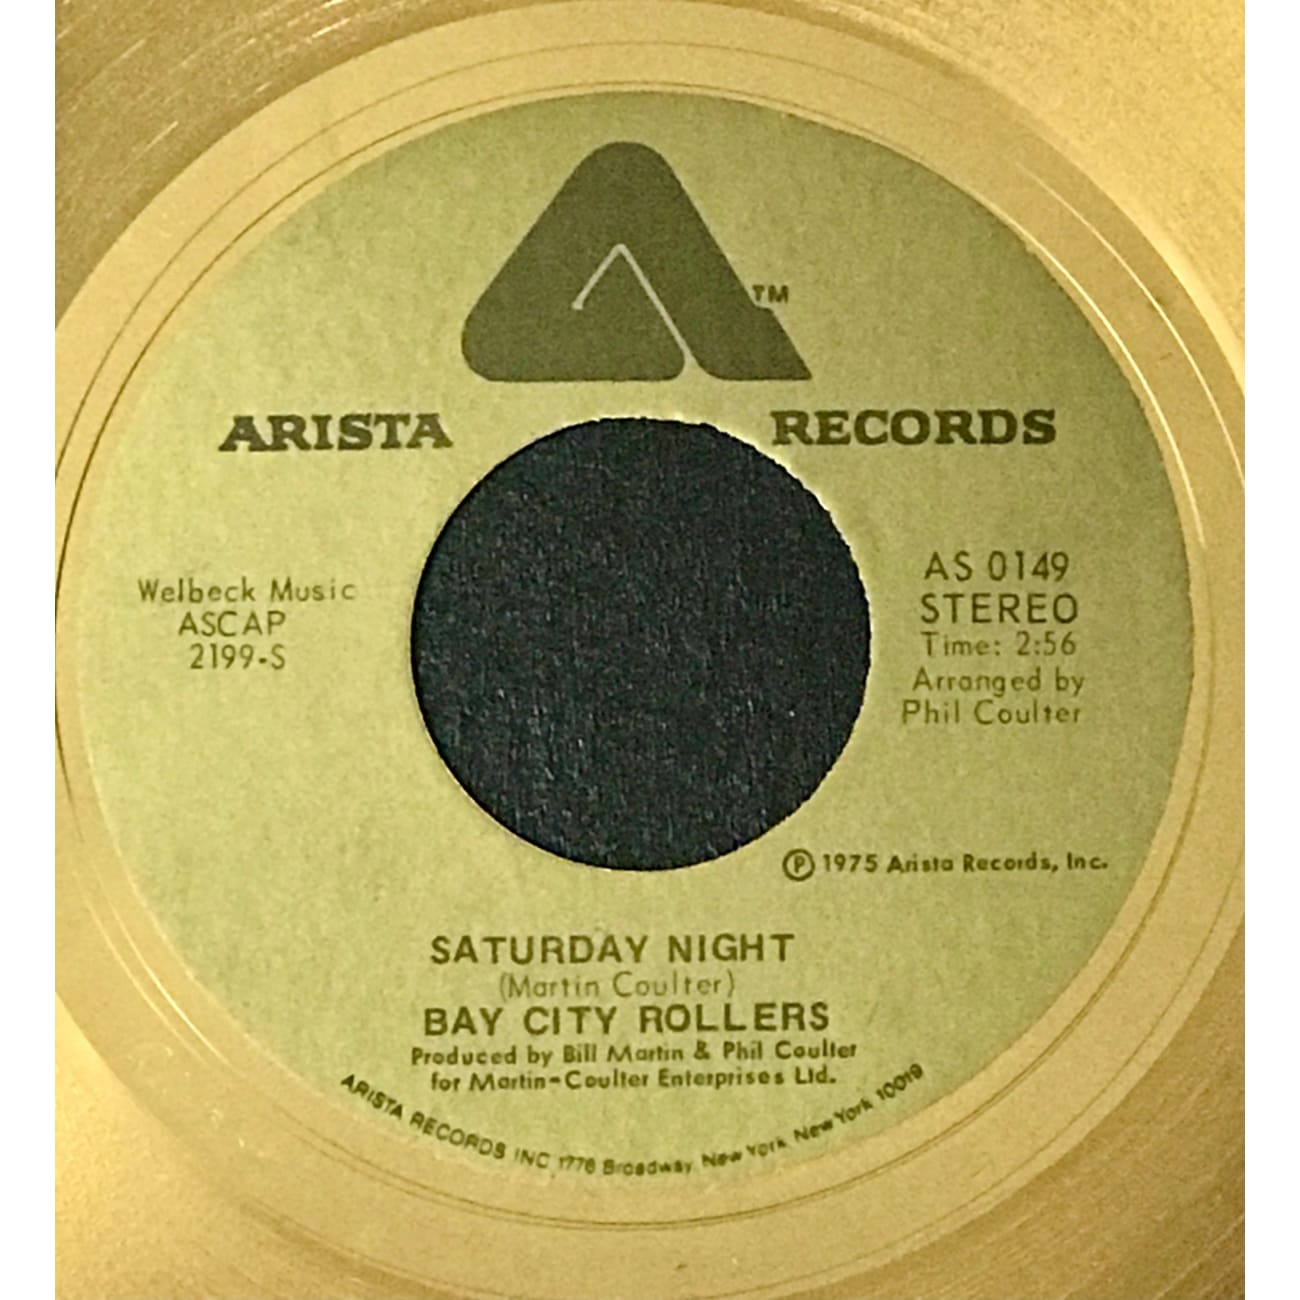 TM
ARISTA RECORDS
Welbeck Music
ASCAP
2199-S
AS 0149
STEREO
Time: 2:56
Arranged by
Phil Coulter
Ⓟ 1975 Arista Records, Inc.
SATURDAY NIGHT
(Martin Coulter)
BAY CITY ROLLERS
Produced by Bill Martin & Phil Coulter
for Martin-Coulter Enterprises Ltd.
ARISTA RECORDS INC 1776 Broadway, New York New York 10019